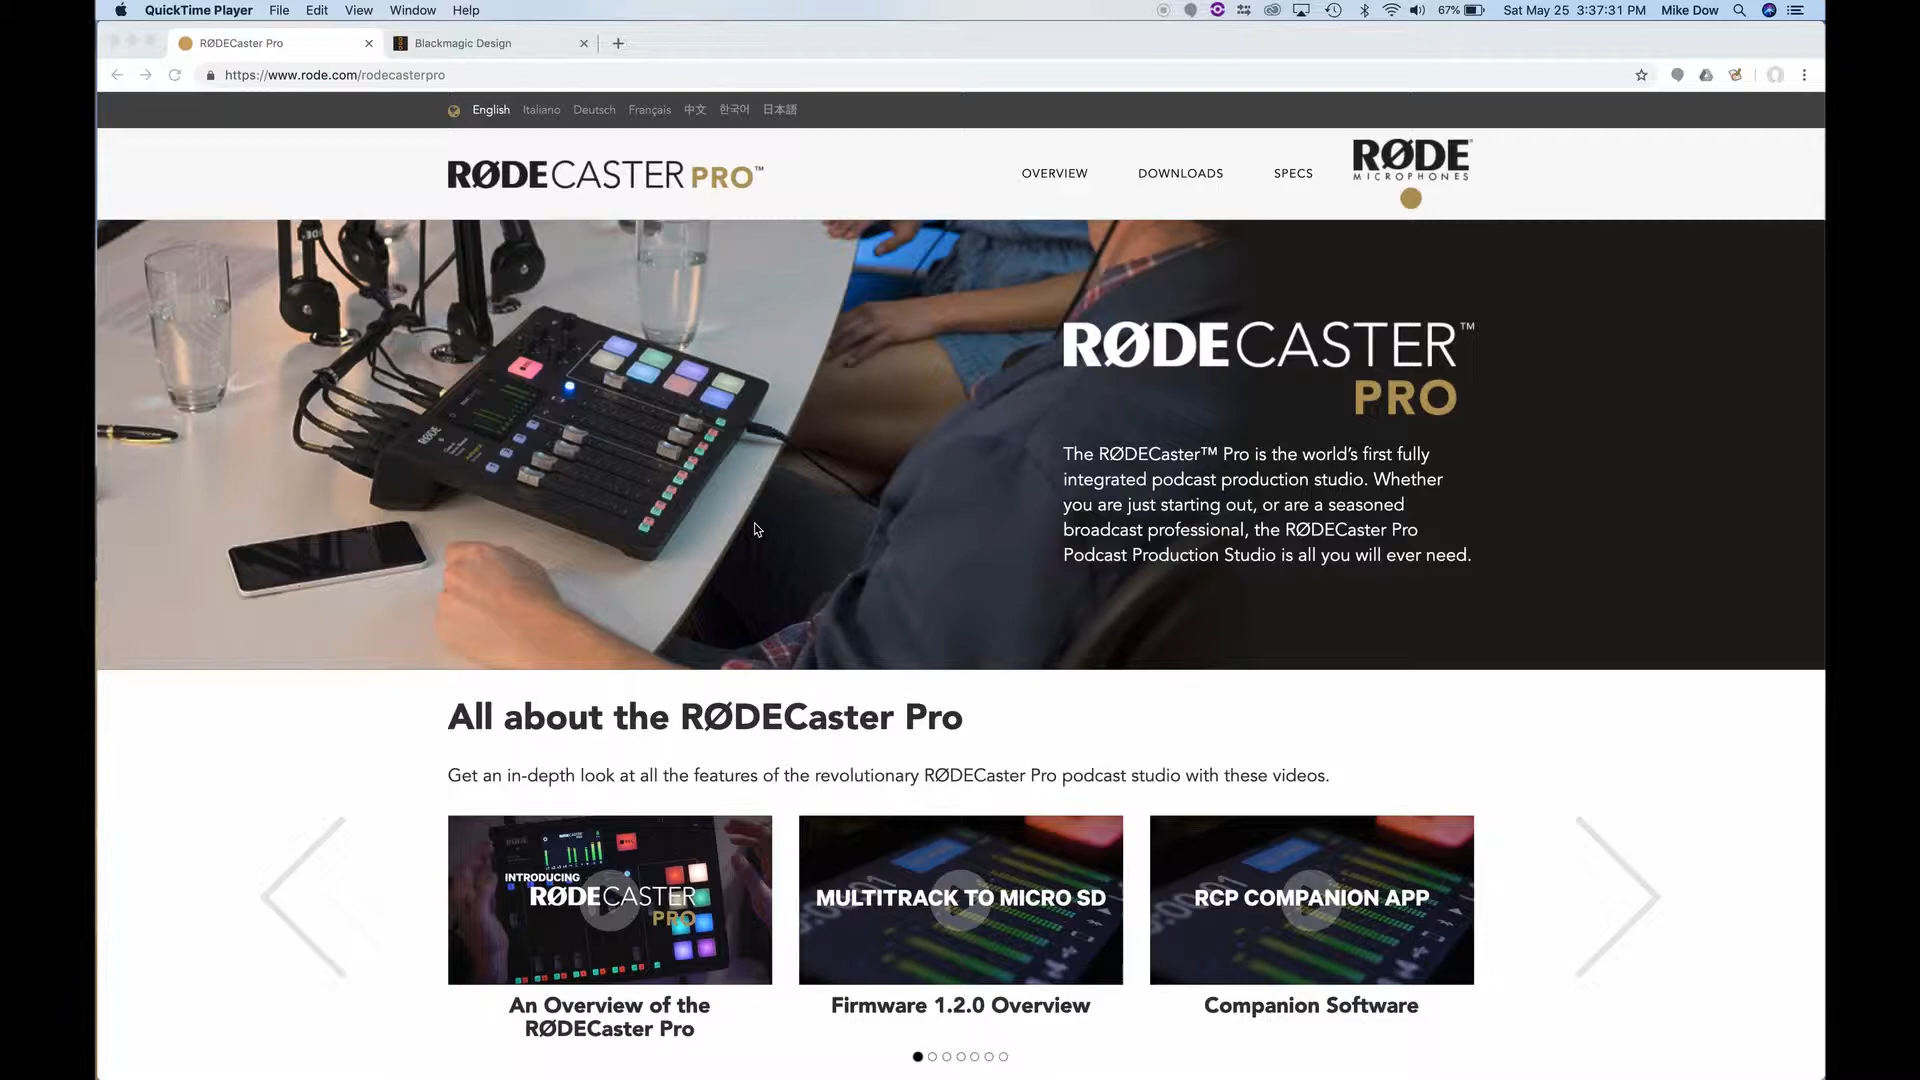 QuickTime Player File Edit View Window Help 67% Sat May 25 3:37:31 PM Mike Dow
RØDECaster Pro Blackmagic Design
https://www.rode.com/rodecasterpro
English Italiano Deutsch Français 中文 한국어 日本語
RØDECASTER PRO™ OVERVIEW DOWNLOADS SPECS RØDE
MICROPHONES
RØDECASTER™
PRO
The RØDECaster™ Pro is the world's first fully
integrated podcast production studio. Whether
you are just starting out, or are a seasoned
broadcast professional, the RØDECaster Pro
Podcast Production Studio is all you will ever need.
RØDE
All about the RØDECaster Pro
Get an in-depth look at all the features of the revolutionary RØDECaster Pro podcast studio with these videos.
INTRODUCING
RØDECASTER
PRO
MULTITRACK TO MICRO SD
RCP COMPANION APP
An Overview of the
RØDECaster Pro
Firmware 1.2.0 Overview
Companion Software